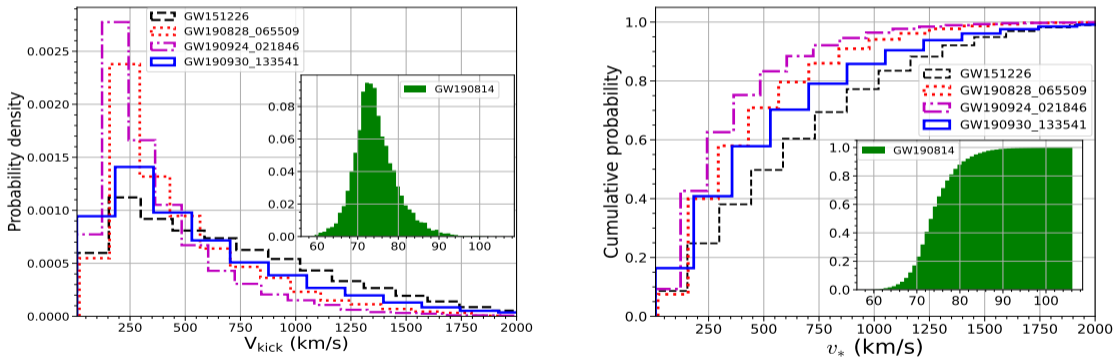 GW151226
GW190828_065509
GW190924_021846
GW190930_133541
GW190814
0.08
0.06
0.04
0.02
0.00
60 70 80 90 100
0.0025
0.0020
0.0015
0.0010
0.0005
0.0000
250 500 750 1000 1250 1500 1750 2000
Probability density
V_kick (km/s)
GW151226
GW190828_065509
GW190924_021846
GW190930_133541
GW190814
1.0
0.8
0.6
0.4
0.2
0.0
60 70 80 90 100
1.0
0.8
0.6
0.4
0.2
0.0
250 500 750 1000 1250 1500 1750 2000
Cumulative probability
v_* (km/s)